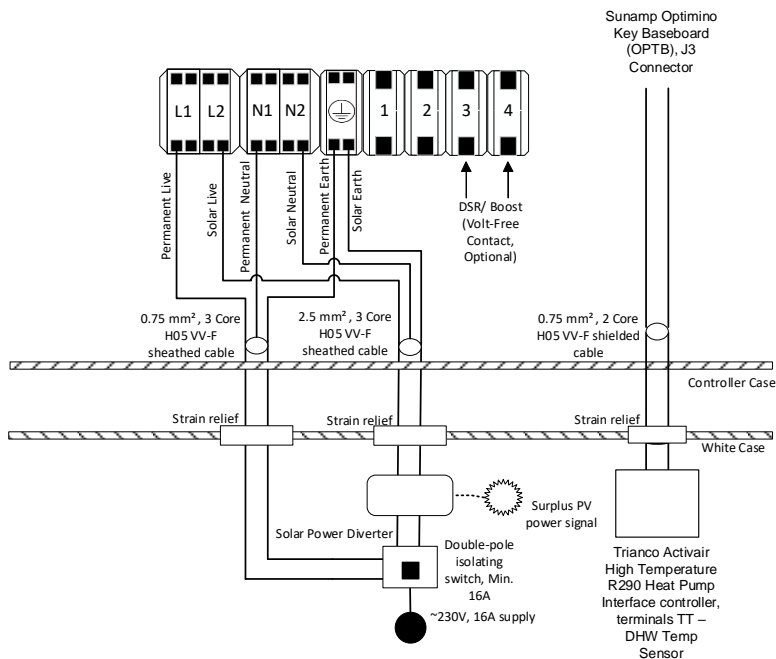 Sunamp Optimino
Key Baseboard
(OPTB), J3
Connector
L1 L2 N1 N2 1 2 3 4
Permanent Live
Solar Live
Permanent Neutral
Solar Neutral
Permanent Earth
Solar Earth
DSR/ Boost
(Volt-Free
Contact,
Optional)
0.75 mm² , 3 Core
H05 VV-F
sheathed cable
2.5 mm² , 3 Core
H05 VV-F
sheathed cable
0.75 mm² , 2 Core
H05 VV-F shielded
cable
Controller Case
Strain relief
Strain relief
Strain relief
White Case
Surplus PV
power signal
Solar Power Diverter
Double-pole
isolating
switch, Min.
16A
~230V, 16A supply
Trianco Activair
High Temperature
R290 Heat Pump
Interface controller,
terminals TT –
DHW Temp
Sensor